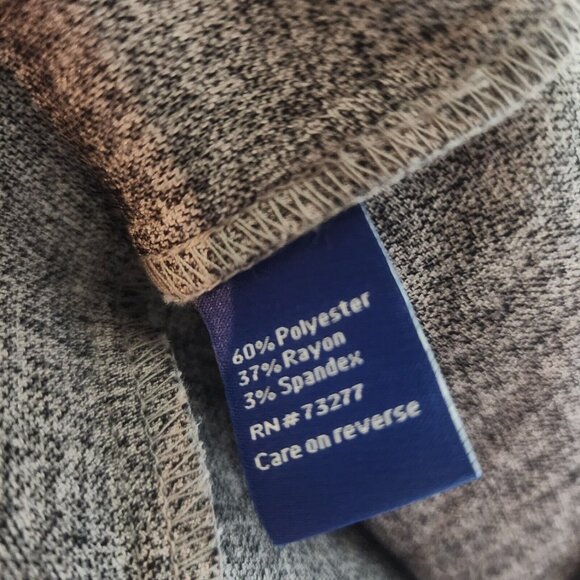 60% Polyester
37% Rayon
3% Spandex
RN# 73277
Care on reverse